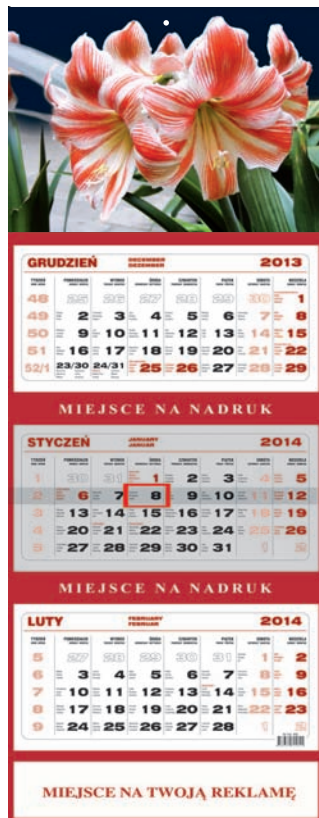 GRUDZIEŃ DECEMBER 2013
DEZEMBER
48 25 26 27 28 29 30 1
49 2 3 4 5 6 7 8
50 9 10 11 12 13 14 15
51 16 17 18 19 20 21 22
52/1 23/30 24/31 25 26 27 28 29
MIEJSCE NA NADRUK
STYCZEŃ JANUARY 2014
JANUAR
1 30 31 1 2 3 4 5
2 6 7 8 9 10 11 12
3 13 14 15 16 17 18 19
4 20 21 22 23 24 25 26
5 27 28 29 30 31 1 2
MIEJSCE NA NADRUK
LUTY FEBRUARY 2014
FEBRUAR
5 27 28 29 30 31 1 2
6 3 4 5 6 7 8 9
7 10 11 12 13 14 15 16
8 17 18 19 20 21 22 23
9 24 25 26 27 28 1 2
MIEJSCE NA TWOJĄ REKLAMĘ